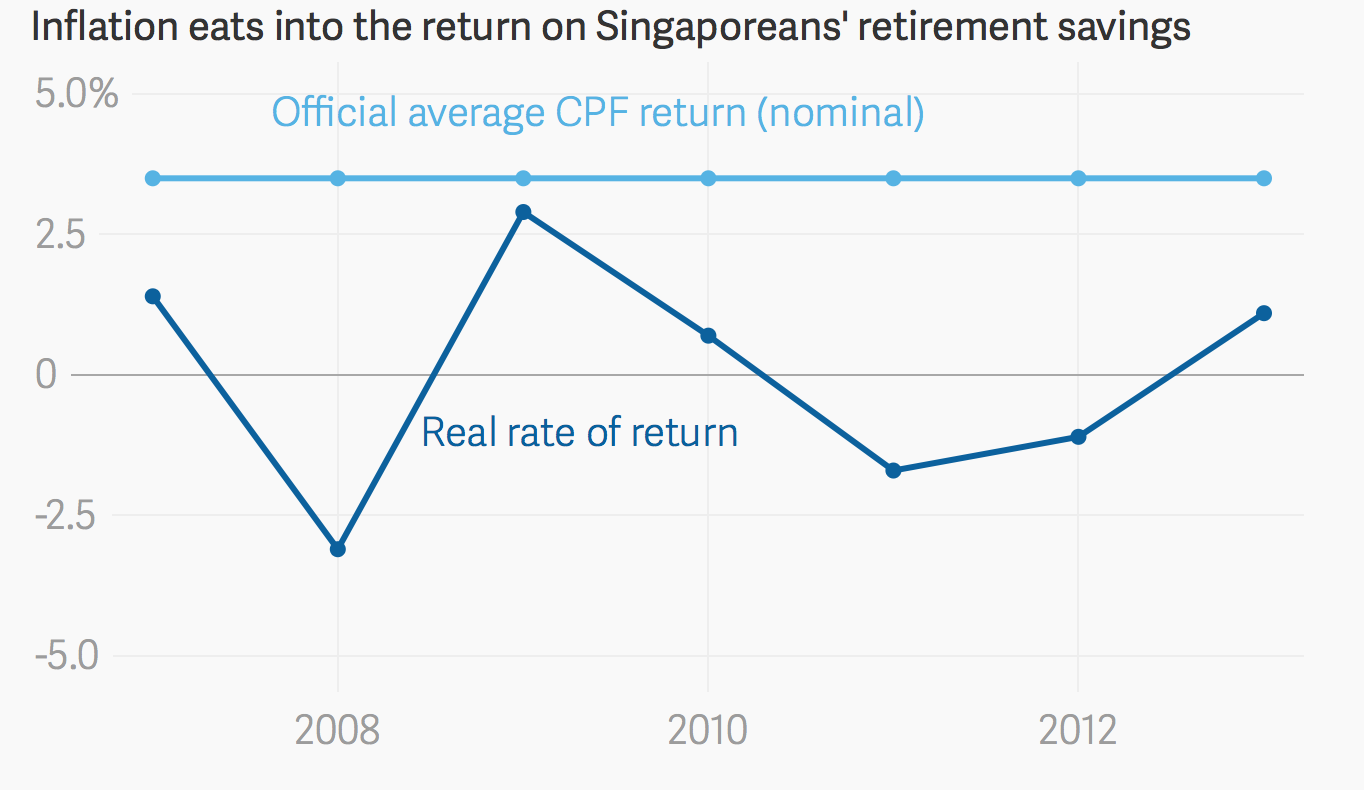 Inflation eats into the return on Singaporeans' retirement savings
5.0%
Official average CPF return (nominal)
2.5
0
Real rate of return
-2.5
-5.0
2008 2010 2012